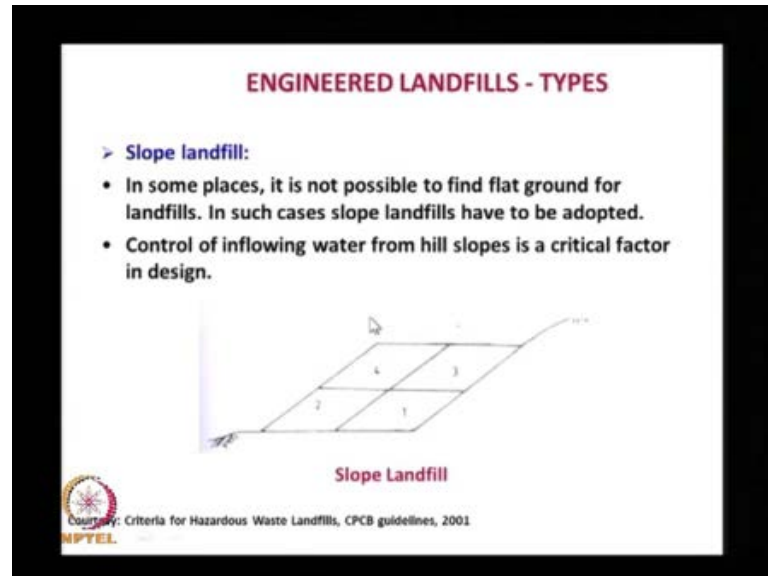 ENGINEERED LANDFILLS - TYPES
➢ Slope landfill:
• In some places, it is not possible to find flat ground for
landfills. In such cases slope landfills have to be adopted.
• Control of inflowing water from hill slopes is a critical factor
in design.
4 3
2 1
Slope Landfill
Courtesy: Criteria for Hazardous Waste Landfills, CPCB guidelines, 2001
NPTEL